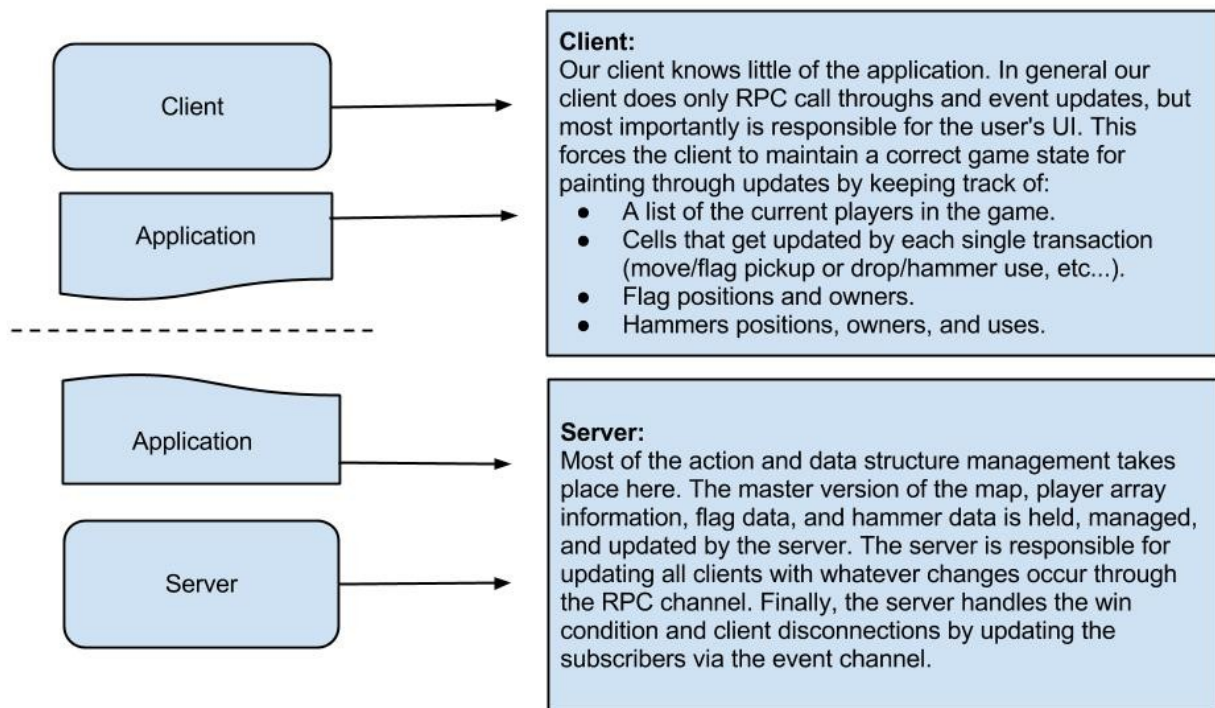 Client
Application
Client:
Our client knows little of the application. In general our
client does only RPC call throughs and event updates, but
most importantly is responsible for the user's UI. This
forces the client to maintain a correct game state for
painting through updates by keeping track of:
● A list of the current players in the game.
● Cells that get updated by each single transaction
(move/flag pickup or drop/hammer use, etc...).
● Flag positions and owners.
● Hammers positions, owners, and uses.
Application
Server
Server:
Most of the action and data structure management takes
place here. The master version of the map, player array
information, flag data, and hammer data is held, managed,
and updated by the server. The server is responsible for
updating all clients with whatever changes occur through
the RPC channel. Finally, the server handles the win
condition and client disconnections by updating the
subscribers via the event channel.